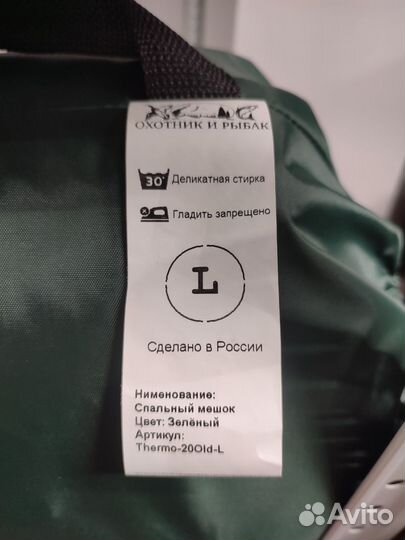 ОХОТНИК И РЫБАК
30° Деликатная стирка
Гладить запрещено
L
Сделано в России
Нименование:
Спальный мешок
Цвет: Зелёный
Артикул:
Thermo-20Old-L
Avito